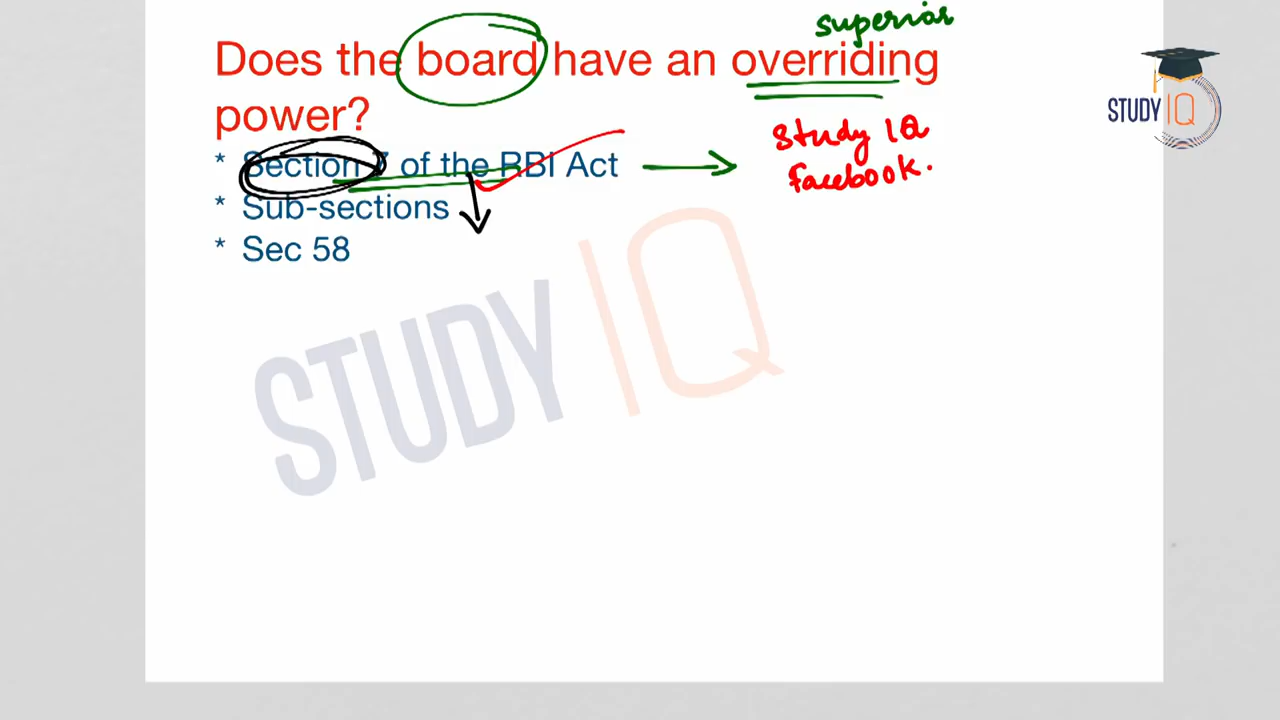 superior
Does the board have an overriding
power?
* Section 7 of the RBI Act
Study IQ
Facebook.
* Sub-sections
* Sec 58
STUDY IQ
STUDY IQ